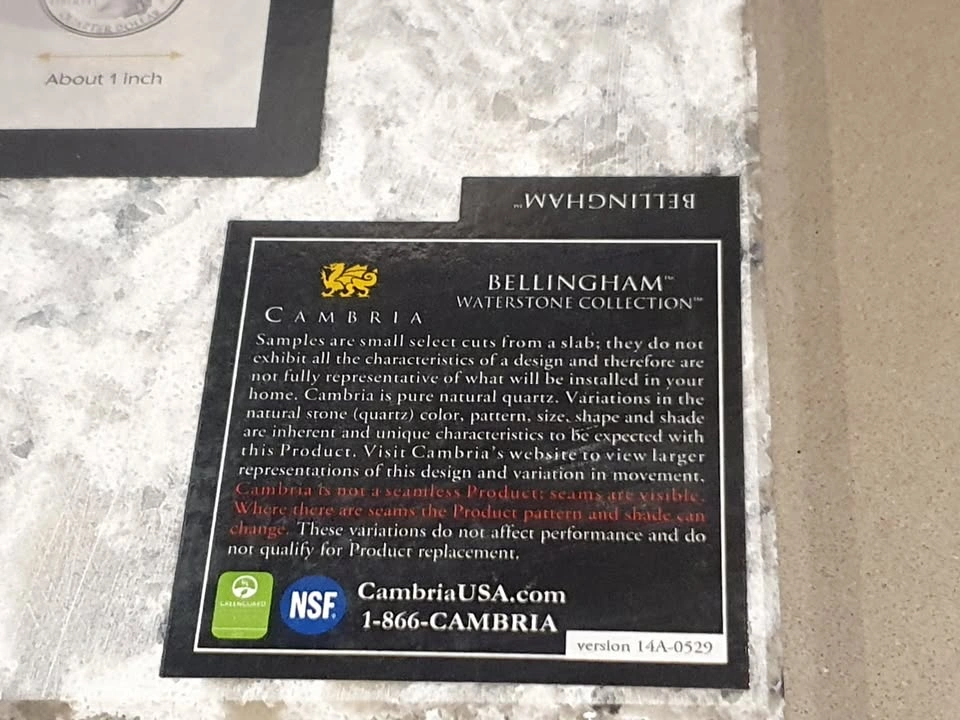 QUARTER DOLLAR
About 1 inch
BELLINGHAM™
CAMBRIA
BELLINGHAM™
WATERSTONE COLLECTION™
Samples are small select cuts from a slab; they do not
exhibit all the characteristics of a design and therefore are
not fully representative of what will be installed in your
home. Cambria is pure natural quartz. Variations in the
natural stone (quartz) color, pattern, size, shape and shade
are inherent and unique characteristics to be expected with
this Product. Visit Cambria's website to view larger
representations of this design and variation in movement.
Cambria is not a seamless Product; seams are visible.
Where there are seams the Product pattern and shade can
change. These variations do not affect performance and do
not qualify for Product replacement.
GREENGUARD
NSF.
CambriaUSA.com
1-866-CAMBRIA
version 14A-0529